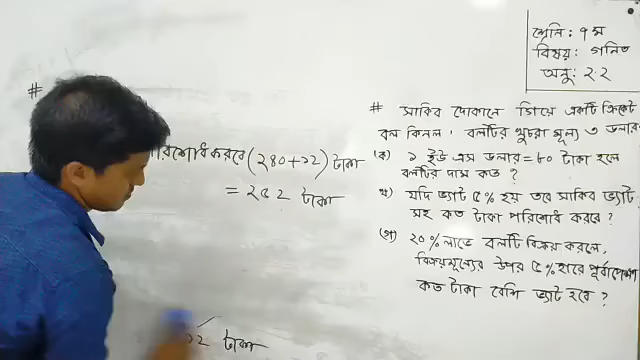 শ্রেনি: ৭ম
বিষয়: গনিত
অনু: ২.২
#
# সাকিব দোকানে গিয়ে একটি ক্রিকেট
বল কিনল। বলটির খুচরা মূল্য ৩ ডলার।
(ক) ১ ইউ এস ডলার = ৮০ টাকা হলে
বলটির দাম কত ?
(খ) যদি ভ্যাট ৫% হয় তবে সাকিব ভ্যাট
সহ কত টাকা পরিশোধ করবে ?
(গ) ২০% লাভে বলটি বিক্রয় করলে,
বিক্রয়মূল্যের উপর ৫% হারে পূর্বাপেক্ষা
কত টাকা বেশি ভ্যাট হবে ?
রিশোধ করবে (২৪০+১২) টাকা
= ২৫২ টাকা
১২ টাকা